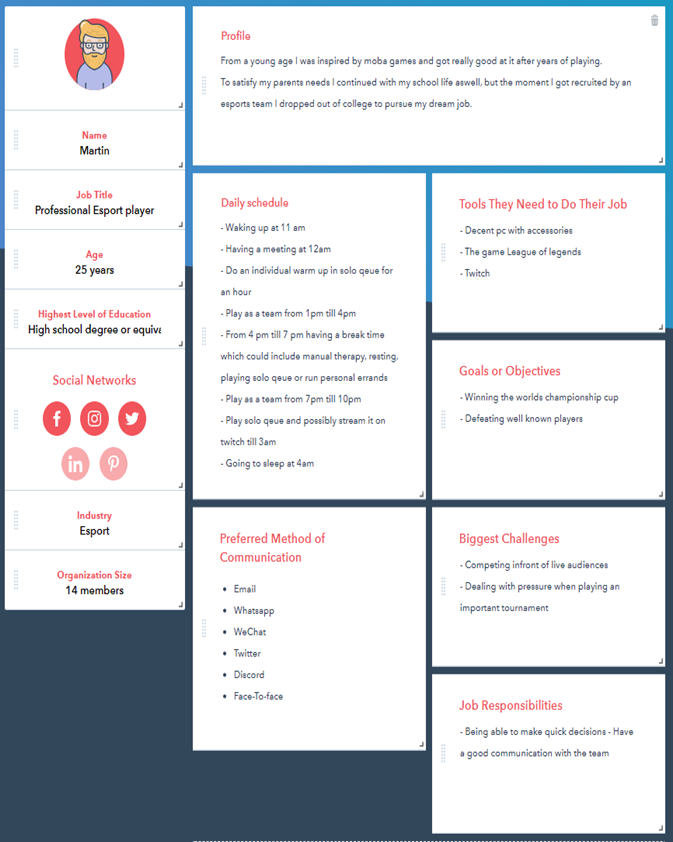 Name
Martin
Job Title
Professional Esport player
Age
25 years
Highest Level of Education
High school degree or equiva
Social Networks
Industry
Esport
Organization Size
14 members
Profile
From a young age I was inspired by moba games and got really good at it after years of playing.
To satisfy my parents needs I continued with my school life aswell, but the moment I got recruited by an
esports team I dropped out of college to pursue my dream job.
Daily schedule
- Waking up at 11 am
- Having a meeting at 12am
- Do an individual warm up in solo qeue for
an hour
- Play as a team from 1pm till 4pm
- From 4 pm till 7 pm having a break time
which could include manual therapy, resting,
playing solo qeue or run personal errands
- Play as a team from 7pm till 10pm
- Play solo qeue and possibly stream it on
twitch till 3am
- Going to sleep at 4am
Preferred Method of
Communication
• Email
• Whatsapp
• WeChat
• Twitter
• Discord
• Face-To-face
Tools They Need to Do Their Job
- Decent pc with accessories
- The game League of legends
- Twitch
Goals or Objectives
- Winning the worlds championship cup
- Defeating well known players
Biggest Challenges
- Competing infront of live audiences
- Dealing with pressure when playing an
important tournament
Job Responsibilities
- Being able to make quick decisions - Have
a good communication with the team